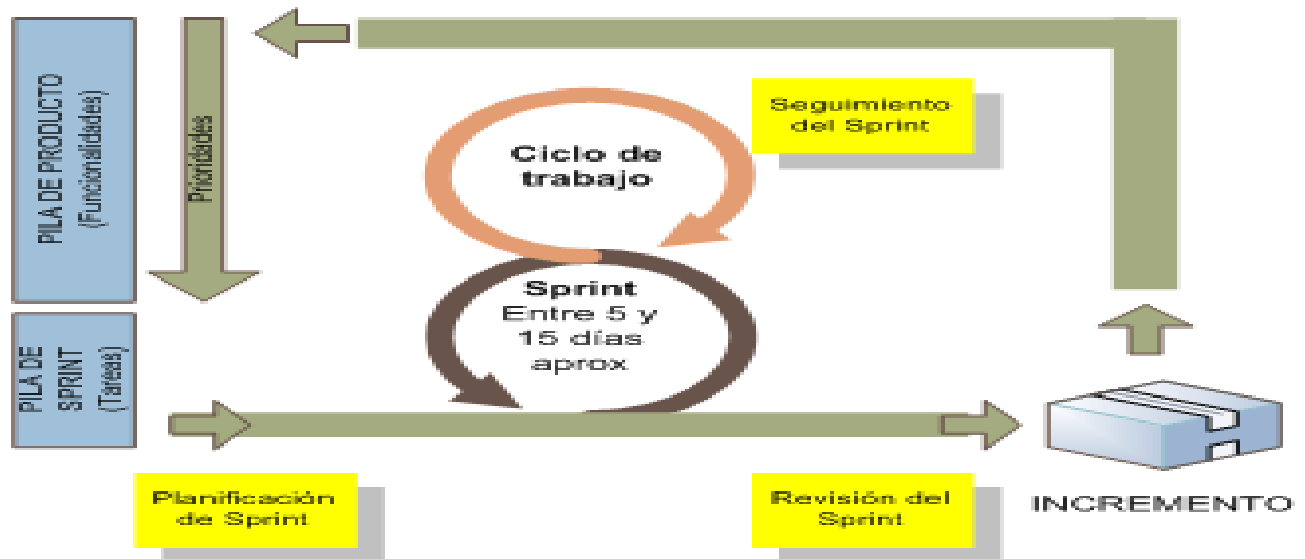 PILA DE PRODUCTO
(Funcionalidades)
Prioridades
Seguimiento
del Sprint
Ciclo de
trabajo
Sprint
Entre 5 y
15 días
aprox
PILA DE
SPRINT
(Tareas)
Planificación
de Sprint
Revisión del
Sprint
INCREMENTO